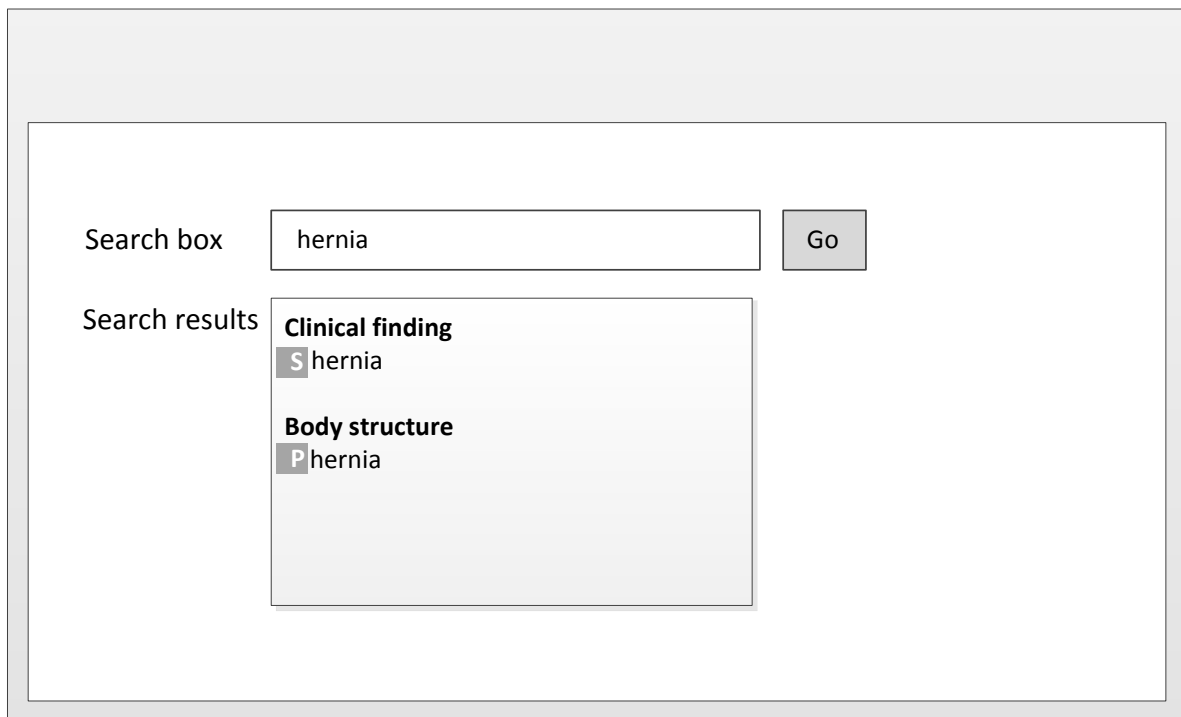 Search box hernia Go
Search results
Clinical finding
S hernia
Body structure
P hernia